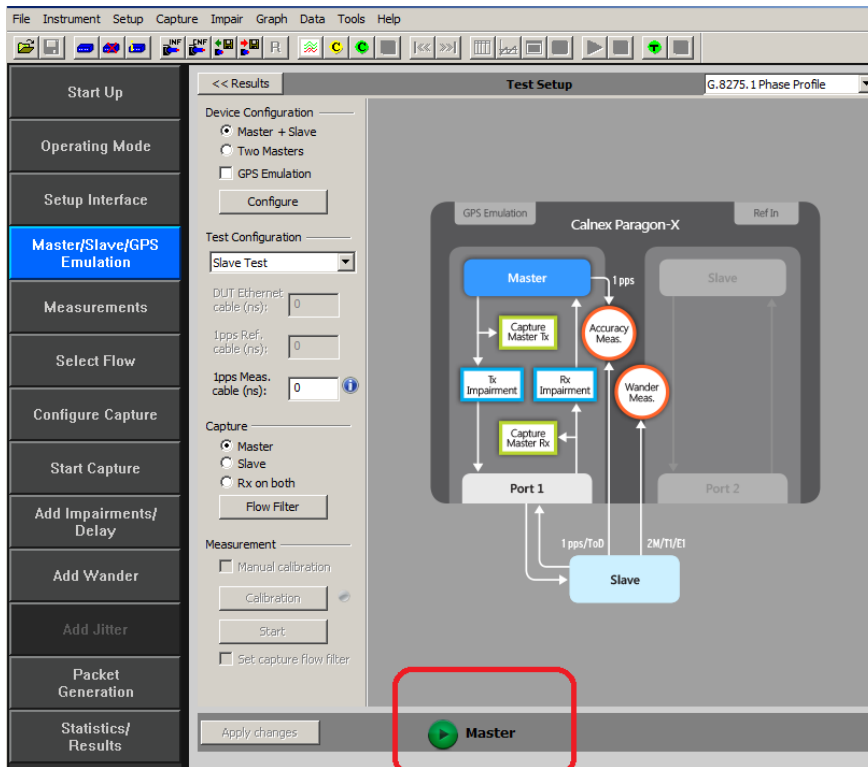 File Instrument Setup Capture Impair Graph Data Tools Help
INF CNF R C C T
Start Up
Operating Mode
Setup Interface
Master/Slave/GPS
Emulation
Measurements
Select Flow
Configure Capture
Start Capture
Add Impairments/
Delay
Add Wander
Add Jitter
Packet
Generation
Statistics/
Results
<< Results
Test Setup
G.8275.1 Phase Profile
Device Configuration
Master + Slave
Two Masters
GPS Emulation
Configure
Test Configuration
Slave Test
DUT Ethernet
cable (ns):
0
1pps Ref.
cable (ns):
0
1pps Meas.
cable (ns):
0
Capture
Master
Slave
Rx on both
Flow Filter
Measurement
Manual calibration
Calibration
Start
Set capture flow filter
Apply changes
GPS Emulation
Calnex Paragon-X
Ref In
Master
1 pps
Slave
Capture
Master Tx
Accuracy
Meas.
Tx
Impairment
Rx
Impairment
Wander
Meas.
Capture
Master Rx
Port 1
Port 2
1 pps/ToD
2M/T1/E1
Slave
Master